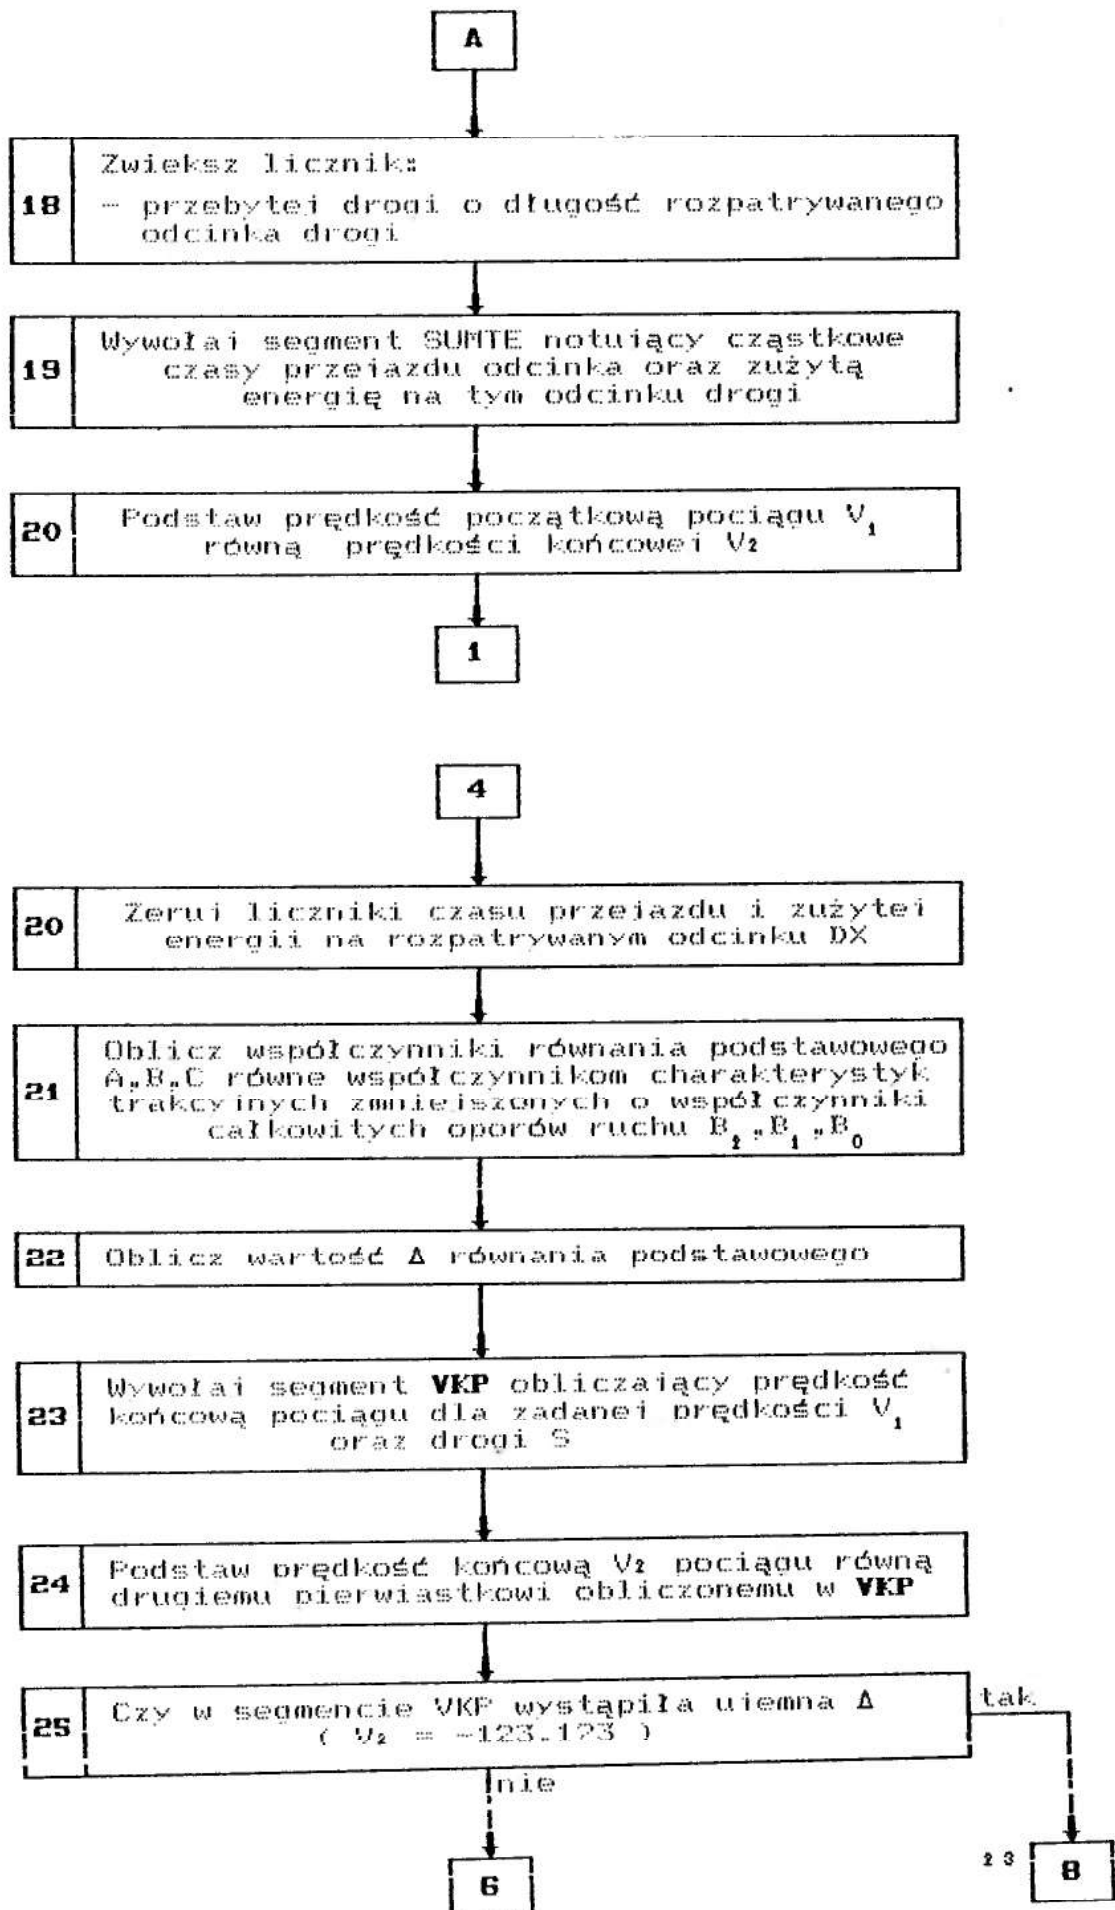 A
18
Zwieksz licznik:
- przebytej drogi o długość rozpatrywanego
odcinka drogi
19
Wywołaj segment SUMTE notujący cząstkowe
czasy przejazdu odcinka oraz zużytą
energię na tym odcinku drogi
20
Podstaw prędkość początkową pociągu V₁
równą prędkości końcowej V₂
1
4
20
Zeruj liczniki czasu przejazdu i zużytej
energii na rozpatrywanym odcinku DX
21
Oblicz współczynniki równania podstawowego
A,B,C równe współczynnikom charakterystyk
trakcyjnych zmniejszonych o współczynniki
całkowitych oporów ruchu B₂,B₁,B₀
22
Oblicz wartość Δ równania podstawowego
23
Wywołaj segment VKP obliczający prędkość
końcową pociągu dla zadanej prędkości V₁
oraz drogi S
24
Podstaw prędkość końcową V₂ pociągu równą
drugiemu pierwiastkowi obliczonemu w VKP
25
Czy w segmencie VKP wystąpiła ujemna Δ
( V₂ = -123.123 )
tak
nie
6
23
8